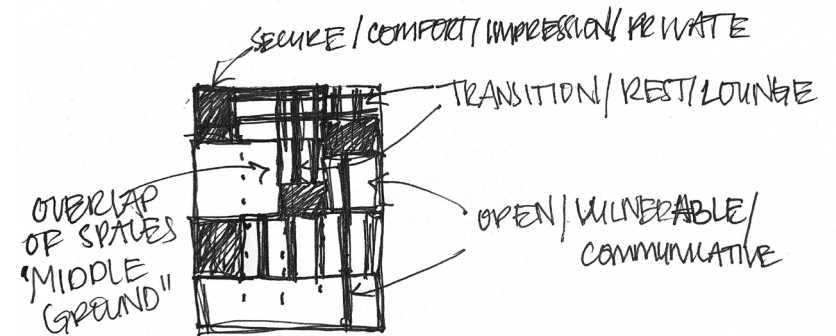 SECURE/COMFORT/IMPRESSION/PRIVATE
TRANSITION/REST/LOUNGE
OVERLAP
OF SPACES
"MIDDLE
GROUND"
OPEN/VULNERABLE/
COMMUNICATIVE